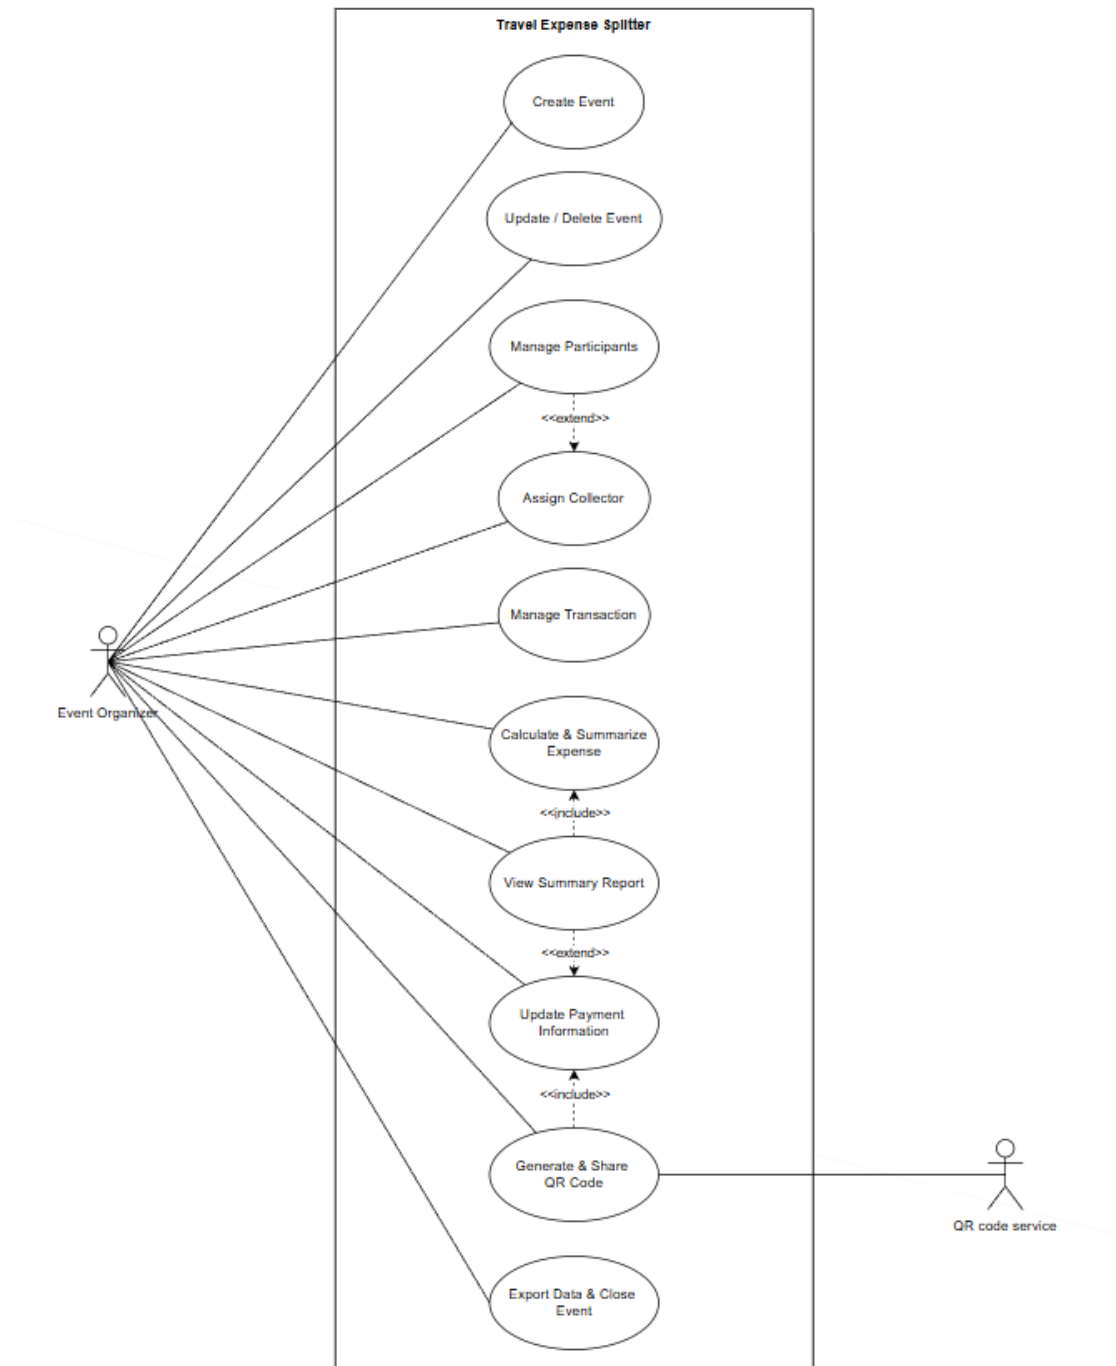 Travel Expense Splitter
Create Event
Update / Delete Event
Manage Participants
<<extend>>
Assign Collector
Manage Transaction
Event Organizer
Calculate & Summarize
Expense
<<include>>
View Summary Report
<<extend>>
Update Payment
Information
<<include>>
Generate & Share
QR Code
QR code service
Export Data & Close
Event